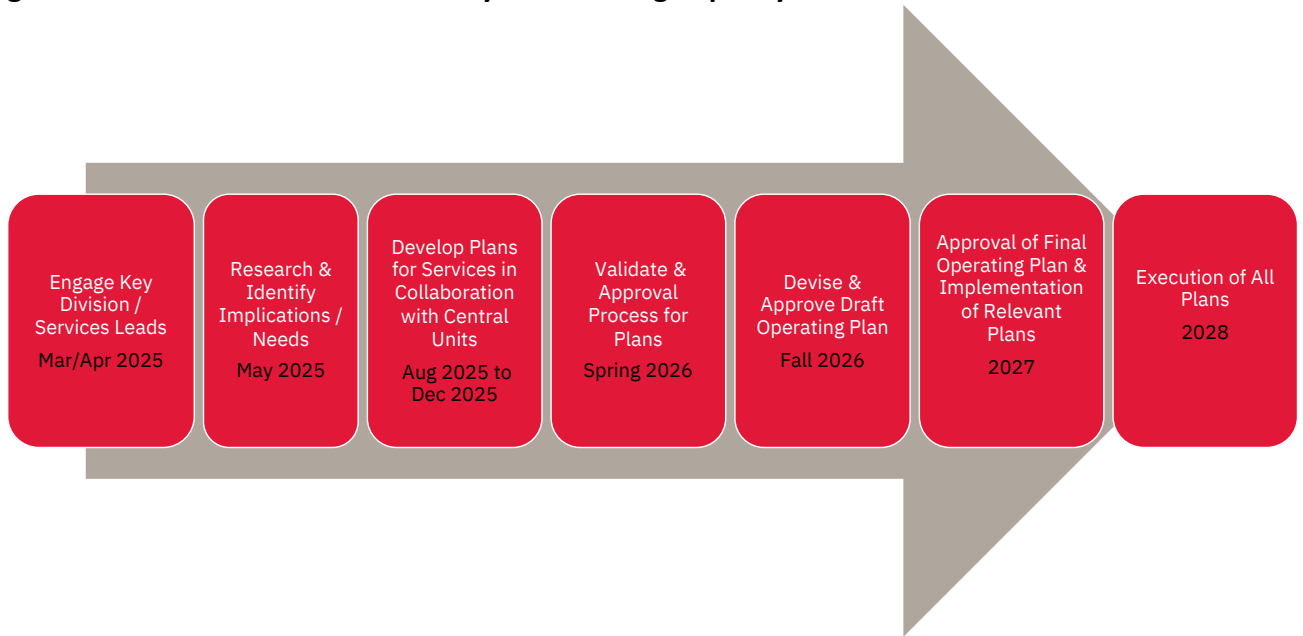 Engage Key
Division /
Services Leads
Mar/Apr 2025
Research &
Identify
Implications /
Needs
May 2025
Develop Plans
for Services in
Collaboration
with Central
Units
Aug 2025 to
Dec 2025
Validate &
Approval
Process for
Plans
Spring 2026
Devise &
Approve Draft
Operating Plan
Fall 2026
Approval of Final
Operating Plan &
Implementation
of Relevant
Plans
2027
Execution of All
Plans
2028